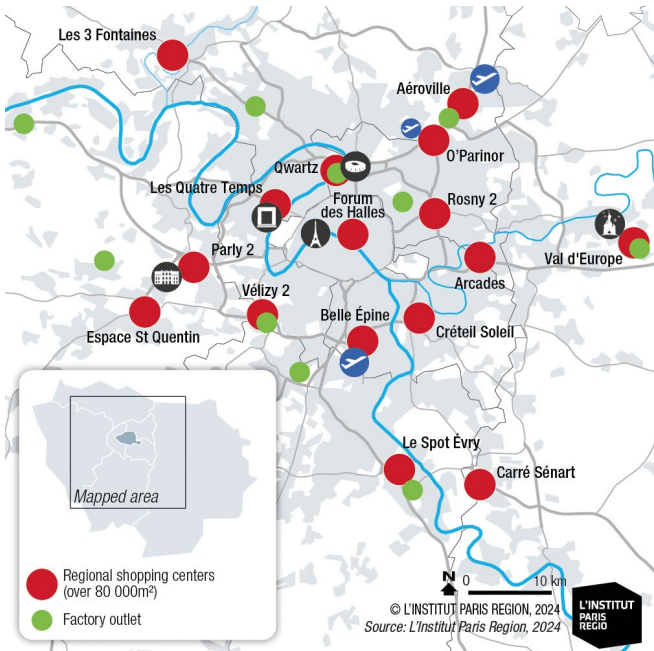 Les 3 Fontaines
Aéroville
O'Parinor
Qwartz
Les Quatre Temps
Forum
des Halles
Rosny 2
Parly 2
Val d'Europe
Arcades
Vélizy 2
Belle Épine
Créteil Soleil
Espace St Quentin
Le Spot Évry
Carré Sénart
Mapped area
Regional shopping centers
(over 80 000m²)
Factory outlet
N
0 10 km
© L'INSTITUT PARIS REGION, 2024
Source: L'Institut Paris Region, 2024
L'INSTITUT
PARIS
REGIO